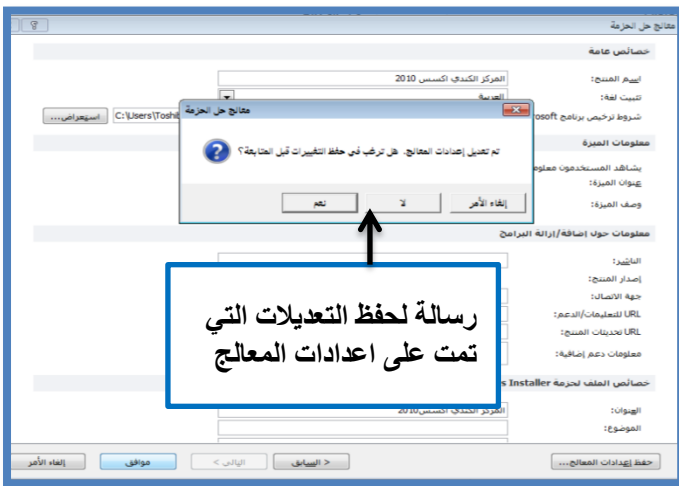 معالج حل الحزمة
خصائص عامة
اسم المنتج: المركز الكندي اكسس 2010
تثبيت لغة: العربية
شروط ترخيص برنامج rosoft C:\Users\Toshib استعراض...
معالج حل الحزمة
تم تعديل إعدادات المعالج. هل ترغب في حفظ التغييرات قبل المتابعة؟
إلغاء الأمر لا نعم
معلومات الميزة
يشاهد المستخدمون معلوم
عنوان الميزة:
وصف الميزة:
معلومات حول إضافة/إزالة البرامج
الناشر:
إصدار المنتج:
جهة الاتصال:
URL للتعليمات/الدعم:
URL تحديثات المنتج:
معلومات دعم إضافية:
رسالة لحفظ التعديلات التي
تمت على اعدادات المعالج
خصائص الملف لحزمة s Installer
العنوان: المركز الكندي اكسس2010
الموضوع:
حفظ إعدادات المعالج... < السابق التالي > موافق إلغاء الأمر